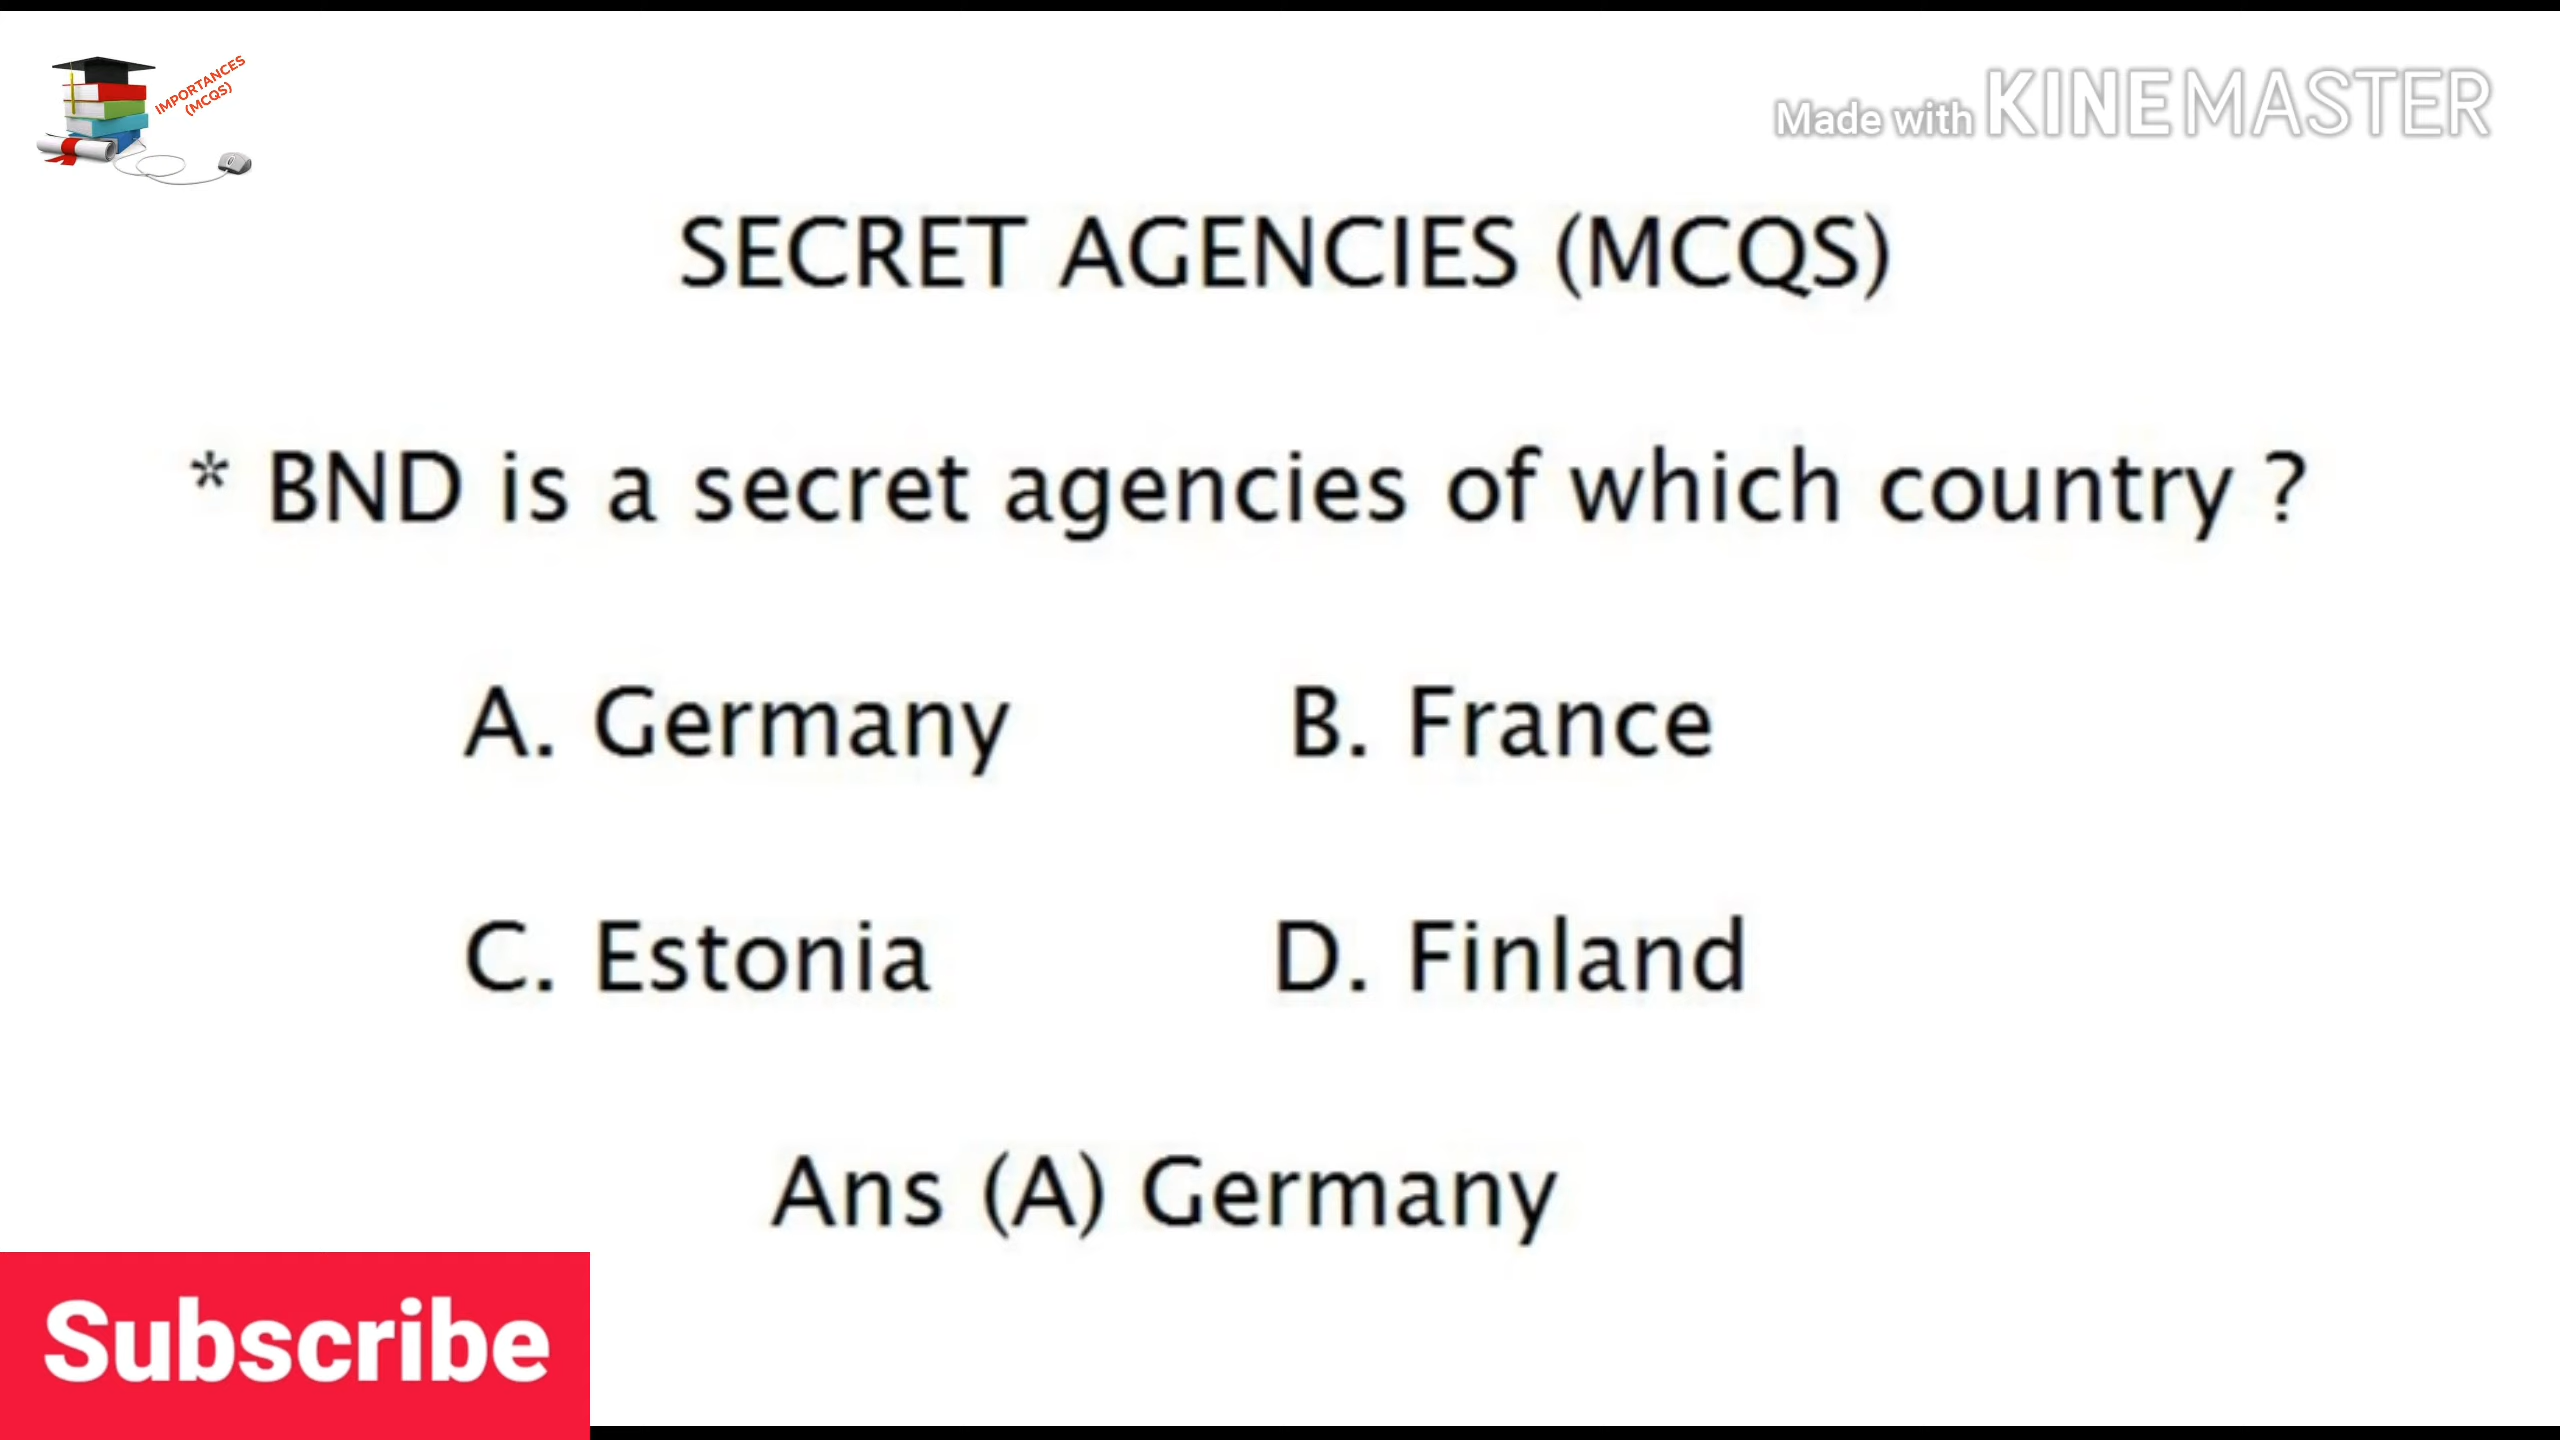 IMPORTANCES
(MCQS)
Made with KINEMASTER
SECRET AGENCIES (MCQS)
* BND is a secret agencies of which country ?
A. Germany B. France
C. Estonia D. Finland
Ans (A) Germany
Subscribe